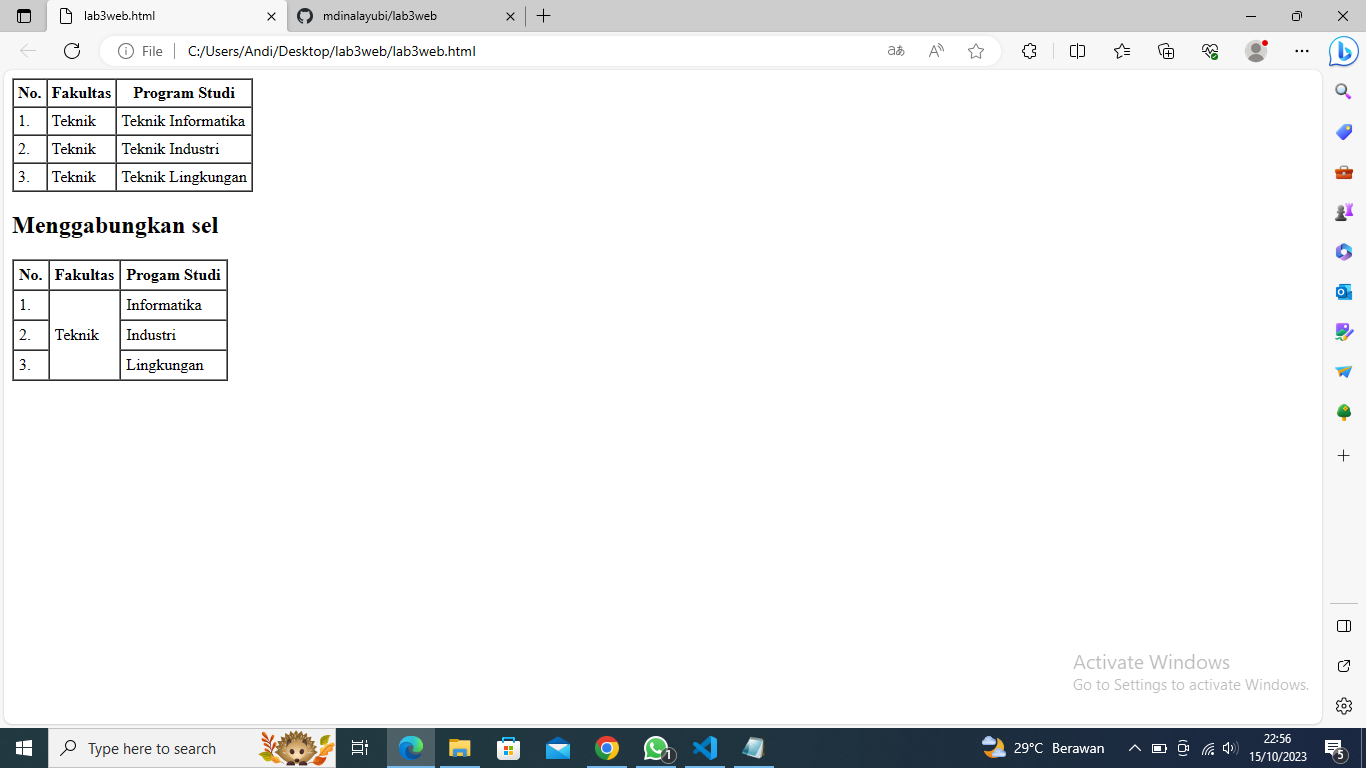 lab3web.html
mdinalayubi/lab3web
File
C:/Users/Andi/Desktop/lab3web/lab3web.html
aあ
A
No. Fakultas Program Studi
1. Teknik Teknik Informatika
2. Teknik Teknik Industri
3. Teknik Teknik Lingkungan
Menggabungkan sel
No. Fakultas Progam Studi
1. Informatika
2. Teknik Industri
3. Lingkungan
Activate Windows
Go to Settings to activate Windows.
Type here to search
1
29°C Berawan
22:56
15/10/2023
5